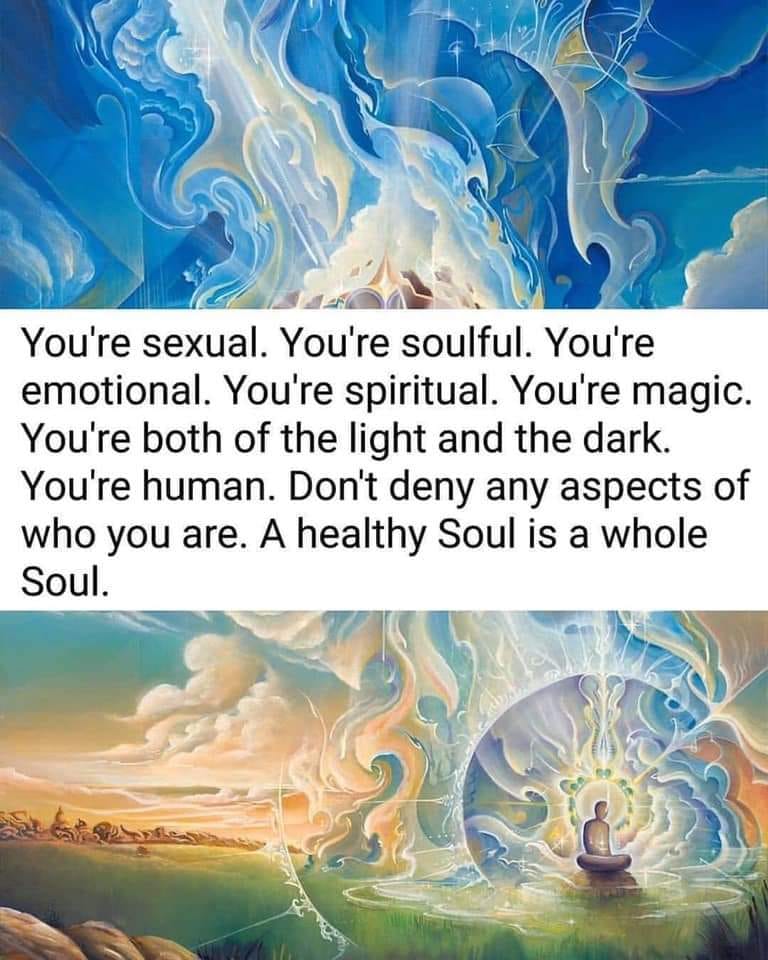 You're sexual. You're soulful. You're
emotional. You're spiritual. You're magic.
You're both of the light and the dark.
You're human. Don't deny any aspects of
who you are. A healthy Soul is a whole
Soul.